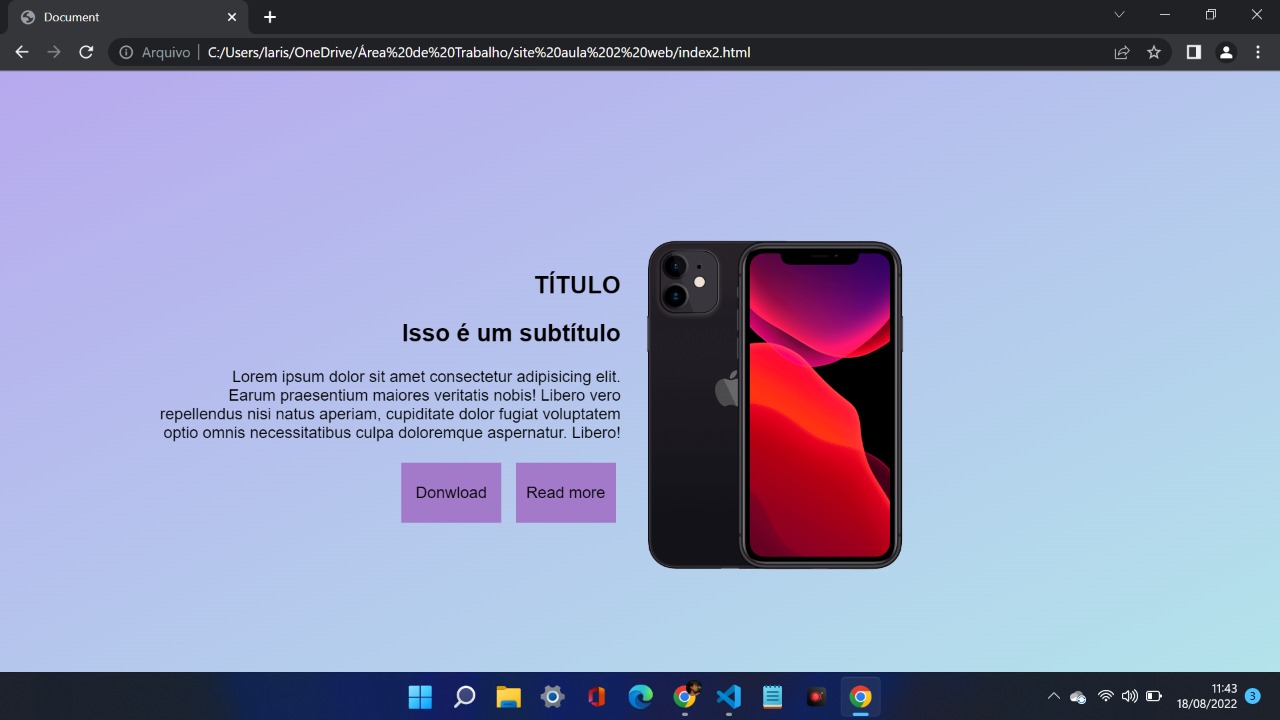 Document
Arquivo
C:/Users/laris/OneDrive/Área%20de%20Trabalho/site%20aula%202%20web/index2.html
TÍTULO
Isso é um subtítulo
Lorem ipsum dolor sit amet consectetur adipisicing elit.
Earum praesentium maiores veritatis nobis! Libero vero
repellendus nisi natus aperiam, cupiditate dolor fugiat voluptatem
optio omnis necessitatibus culpa doloremque aspernatur. Libero!
Donwload
Read more
11:43
18/08/2022
3